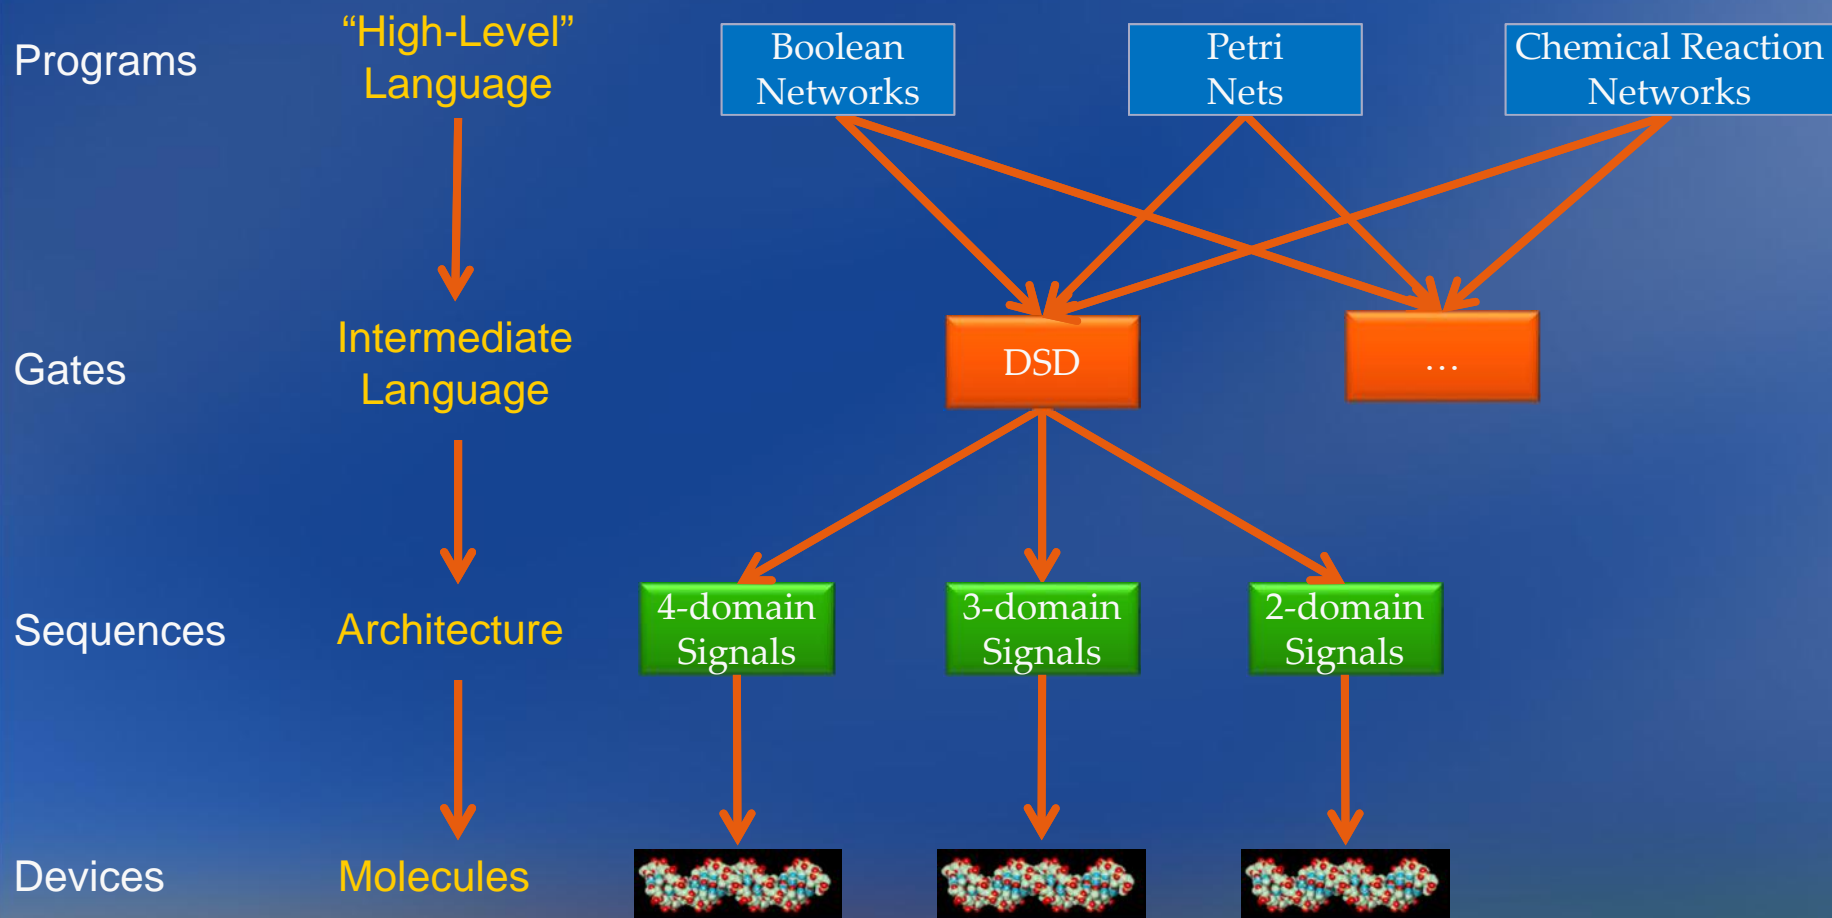 Programs
“High-Level”
Language
Boolean
Networks
Petri
Nets
Chemical Reaction
Networks
Gates
Intermediate
Language
DSD
…
Sequences
Architecture
4-domain
Signals
3-domain
Signals
2-domain
Signals
Devices
Molecules